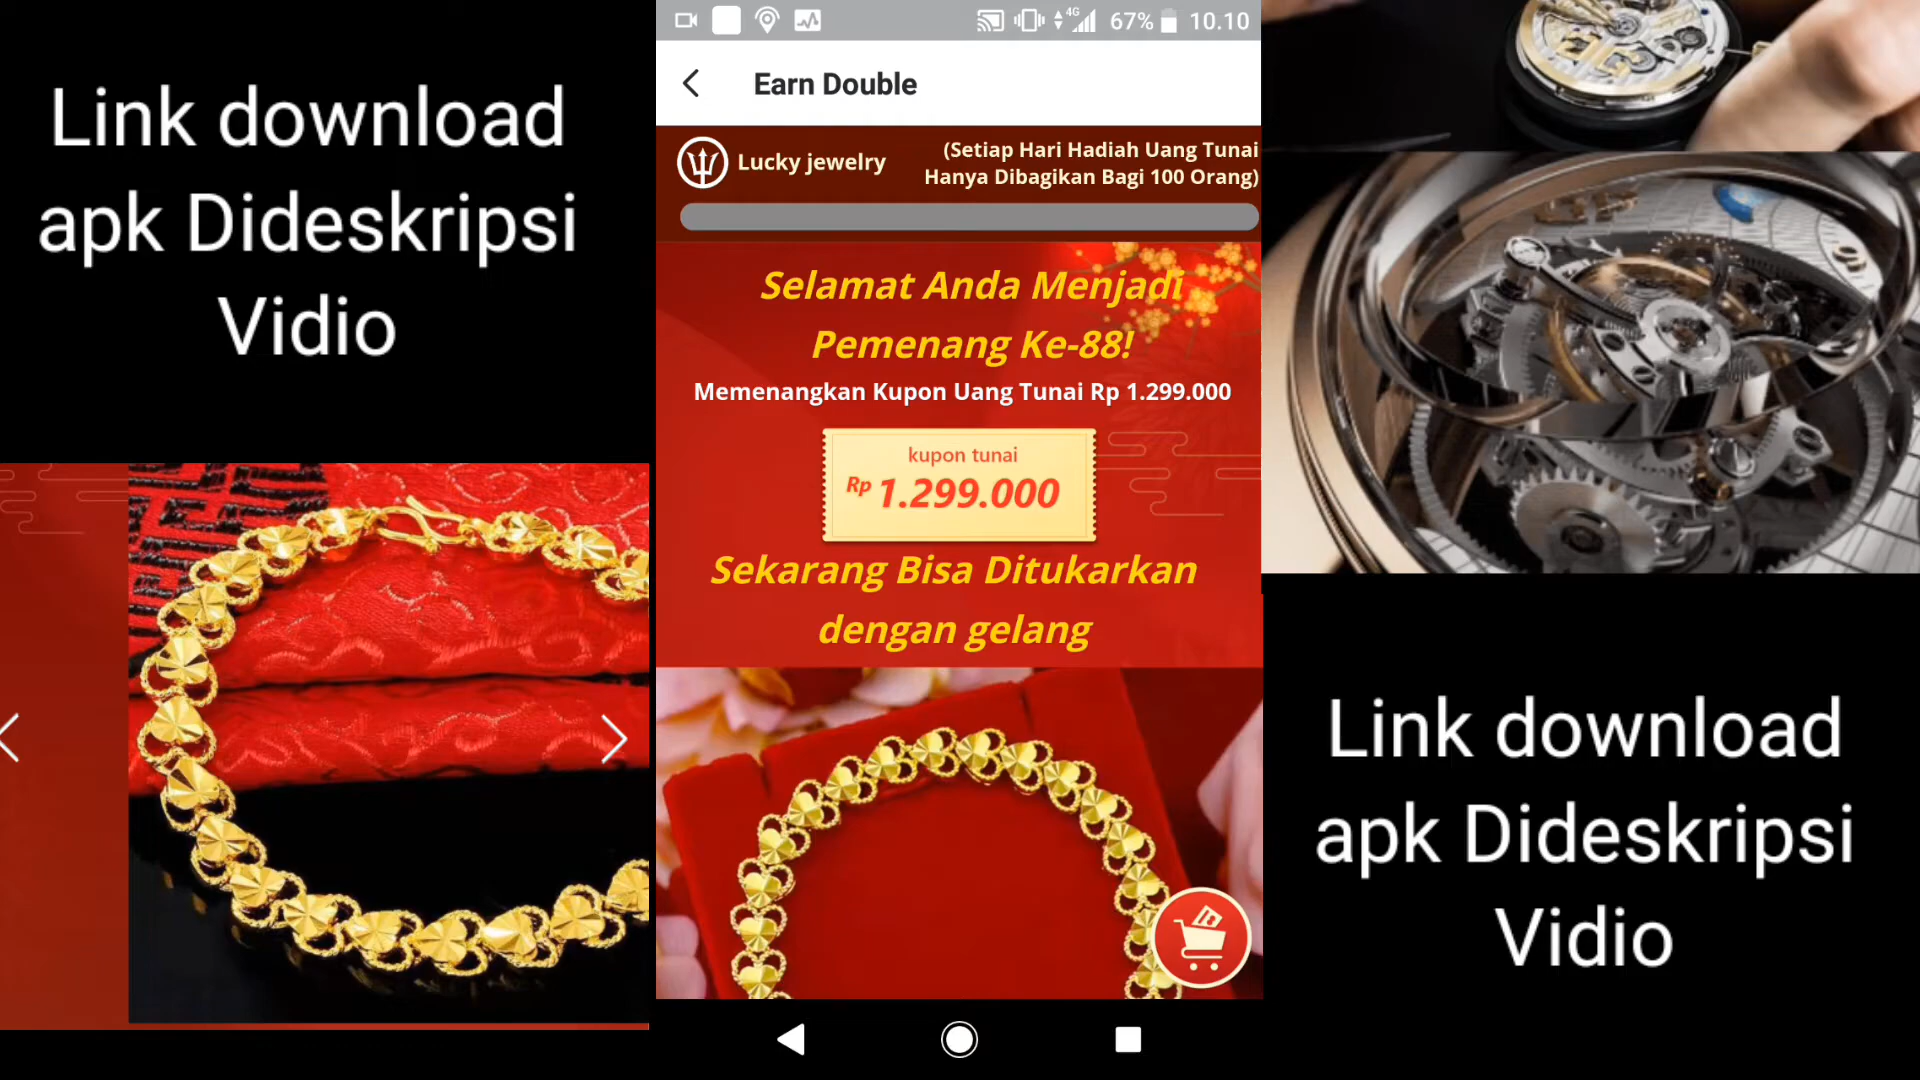 Link download
apk Dideskripsi
Vidio
4G
67%
10.10
Earn Double
Lucky jewelry
(Setiap Hari Hadiah Uang Tunai
Hanya Dibagikan Bagi 100 Orang)
Selamat Anda Menjadi
Pemenang Ke-88!
Memenangkan Kupon Uang Tunai Rp 1.299.000
kupon tunai
Rp 1.299.000
Sekarang Bisa Ditukarkan
dengan gelang
Link download
apk Dideskripsi
Vidio